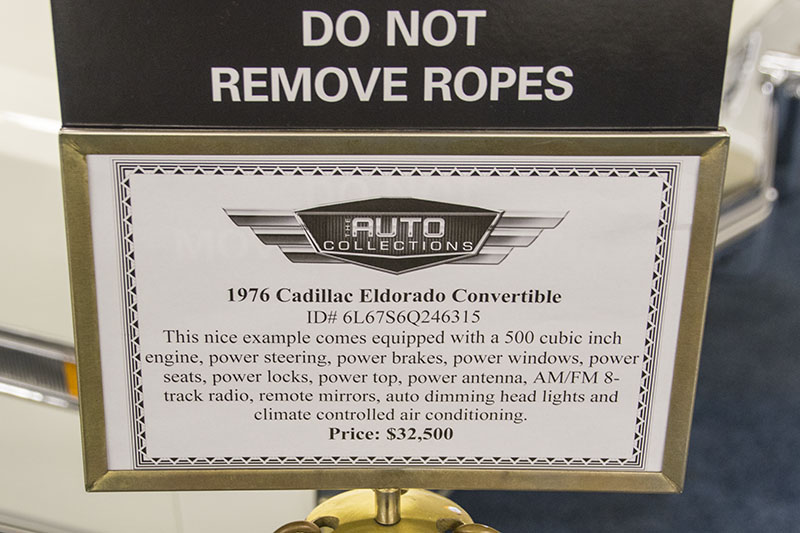 DO NOT
REMOVE ROPES
THE AUTO
COLLECTIONS
1976 Cadillac Eldorado Convertible
ID# 6L67S6Q246315
This nice example comes equipped with a 500 cubic inch
engine, power steering, power brakes, power windows, power
seats, power locks, power top, power antenna, AM/FM 8-
track radio, remote mirrors, auto dimming head lights and
climate controlled air conditioning.
Price: $32,500